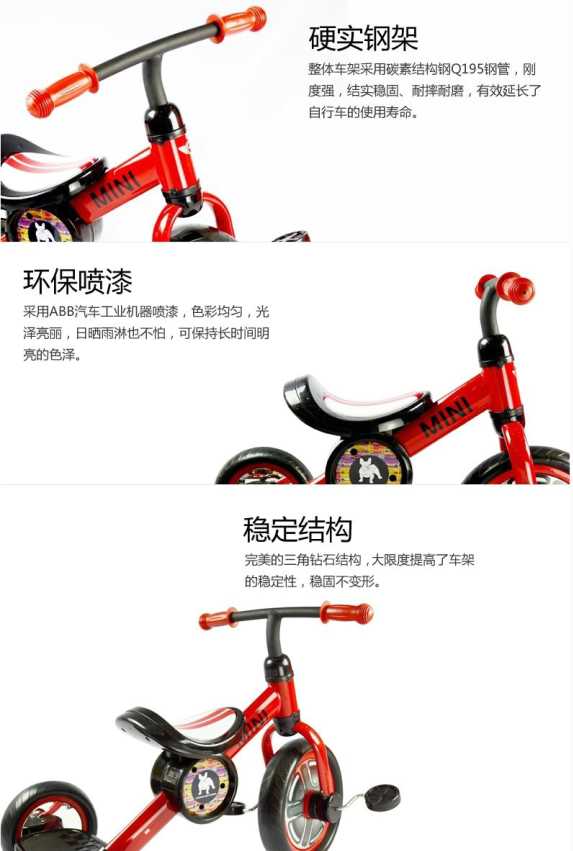 硬实钢架
整体车架采用碳素结构钢Q195钢管，刚
度强，结实稳固、耐摔耐磨，有效延长了
自行车的使用寿命。
MINI
环保喷漆
采用ABB汽车工业机器喷漆，色彩均匀，光
泽亮丽，日晒雨淋也不怕，可保持长时间明
亮的色泽。
MINI
稳定结构
完美的三角钻石结构，大限度提高了车架
的稳定性，稳固不变形。
MINI